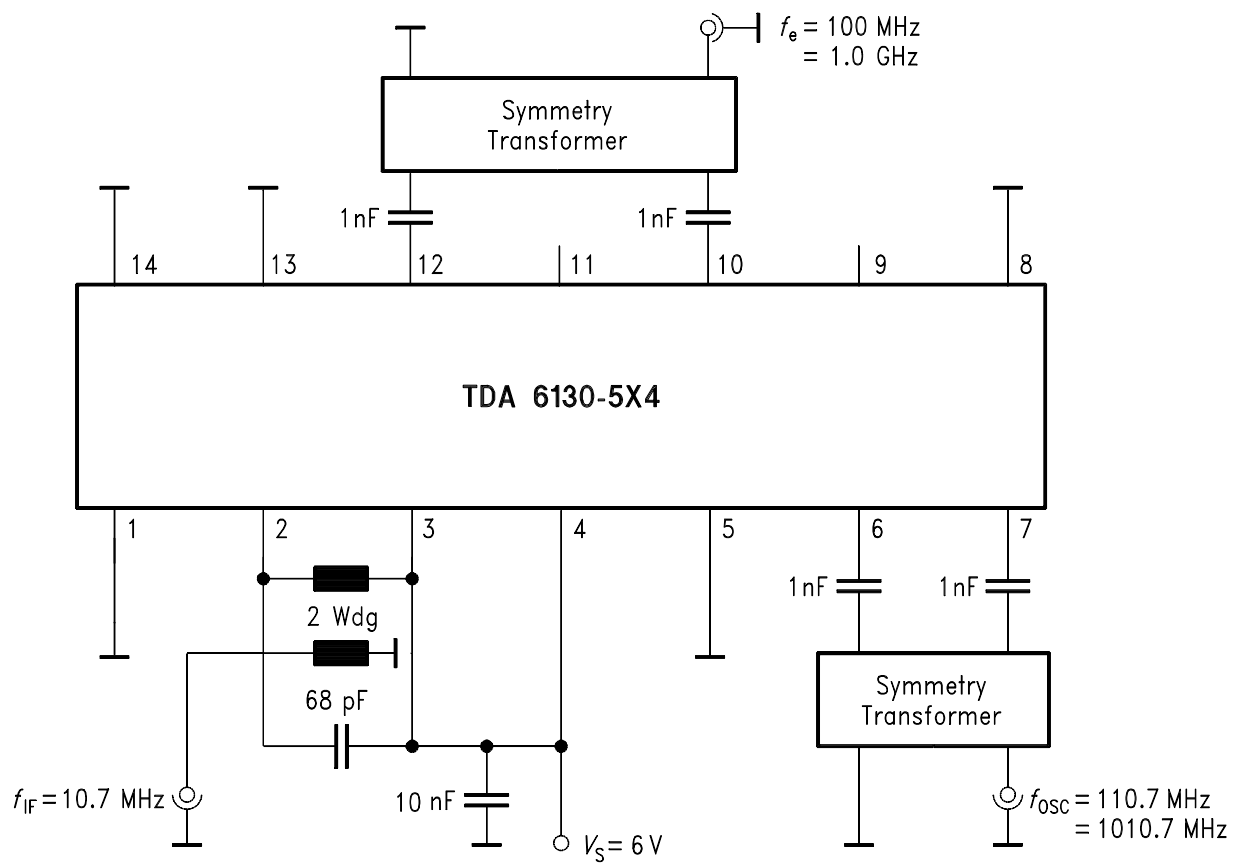 fe = 100 MHz
= 1.0 GHz
Symmetry
Transformer
1nF
1nF
14
13
12
11
10
9
8
TDA 6130-5X4
1
2
3
4
5
6
7
2 Wdg
1nF
1nF
68 pF
Symmetry
Transformer
fIF = 10.7 MHz
10 nF
VS = 6 V
fOSC = 110.7 MHz
= 1010.7 MHz